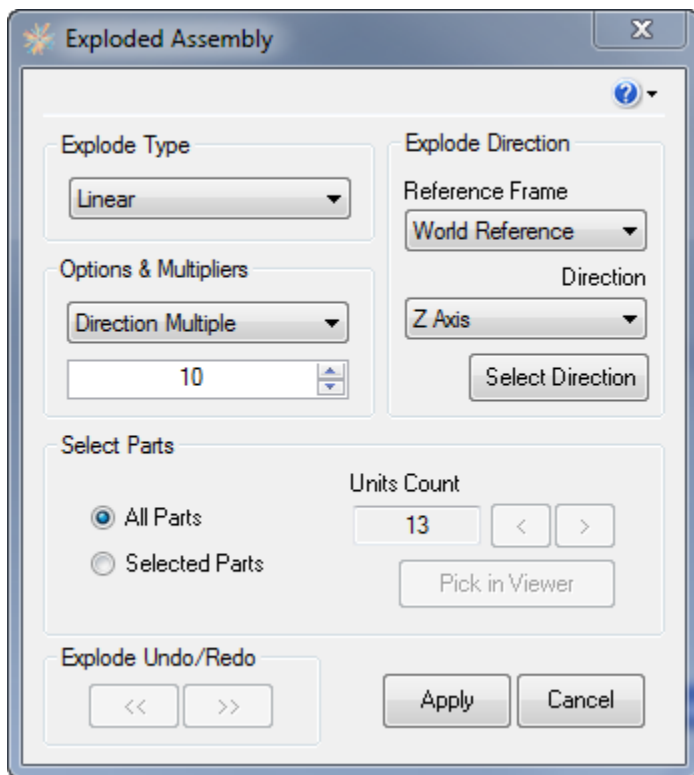 Exploded Assembly
Explode Type
Linear
Explode Direction
Reference Frame
World Reference
Direction
Z Axis
Select Direction
Options & Multipliers
Direction Multiple
10
Select Parts
All Parts
Selected Parts
Units Count
13 < >
Pick in Viewer
Explode Undo/Redo
<< >>
Apply Cancel